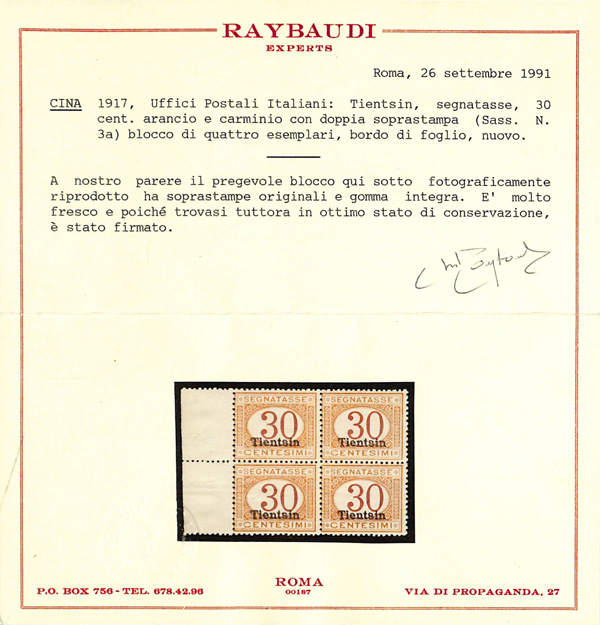 RAYBAUDI
EXPERTS
Roma, 26 settembre 1991
CINA 1917, Uffici Postali Italiani: Tientsin, segnatasse, 30
cent. arancio e carminio con doppia soprastampa (Sass. N.
3a) blocco di quattro esemplari, bordo di foglio, nuovo.
A nostro parere il pregevole blocco qui sotto fotograficamente
riprodotto ha soprastampe originali e gomma integra. E' molto
fresco e poiché trovasi tuttora in ottimo stato di conservazione,
è stato firmato.
SEGNATASSE SEGNATASSE
30 30
Tientsin Tientsin
CENTESIMI CENTESIMI
SEGNATASSE SEGNATASSE
30 30
Tientsin Tientsin
CENTESIMI CENTESIMI
P.O. BOX 756 - TEL. 678.42.96
ROMA
00187
VIA DI PROPAGANDA, 27